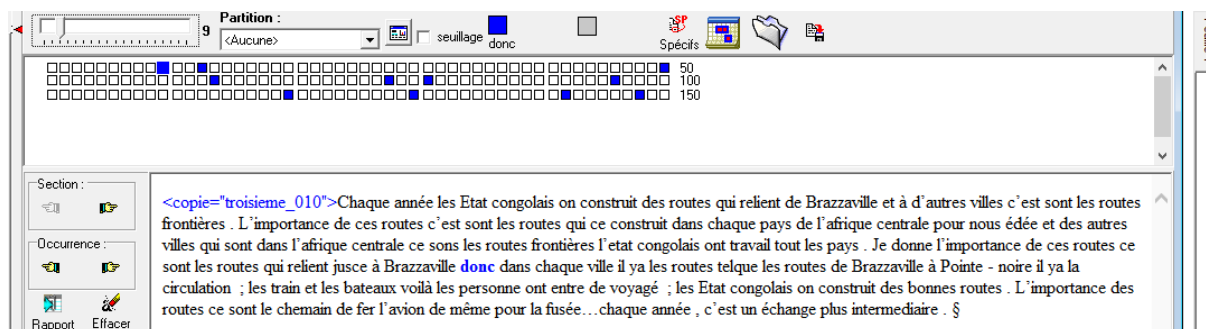 Partition :
9 <Aucune> seuillage donc SP Spécifs
50
100
150
Section :
<copie="troisieme_010">Chaque année les Etat congolais on construit des routes qui relient de Brazzaville et à d'autres villes c'est sont les routes
frontières . L'importance de ces routes c'est sont les routes qui ce construit dans chaque pays de l'afrique centrale pour nous édée et des autres
Occurrence :
villes qui sont dans l'afrique centrale ce sons les routes frontières l'etat congolais ont travail tout les pays . Je donne l'importance de ces routes ce
sont les routes qui relient jusce à Brazzaville donc dans chaque ville il ya les routes telque les routes de Brazzaville à Pointe - noire il ya la
circulation ; les train et les bateaux voilà les personne ont entre de voyagé ; les Etat congolais on construit des bonnes routes . L'importance des
routes ce sont le chemain de fer l'avion de même pour la fusée…chaque année , c'est un échange plus intermediaire . §
Rapport Effacer